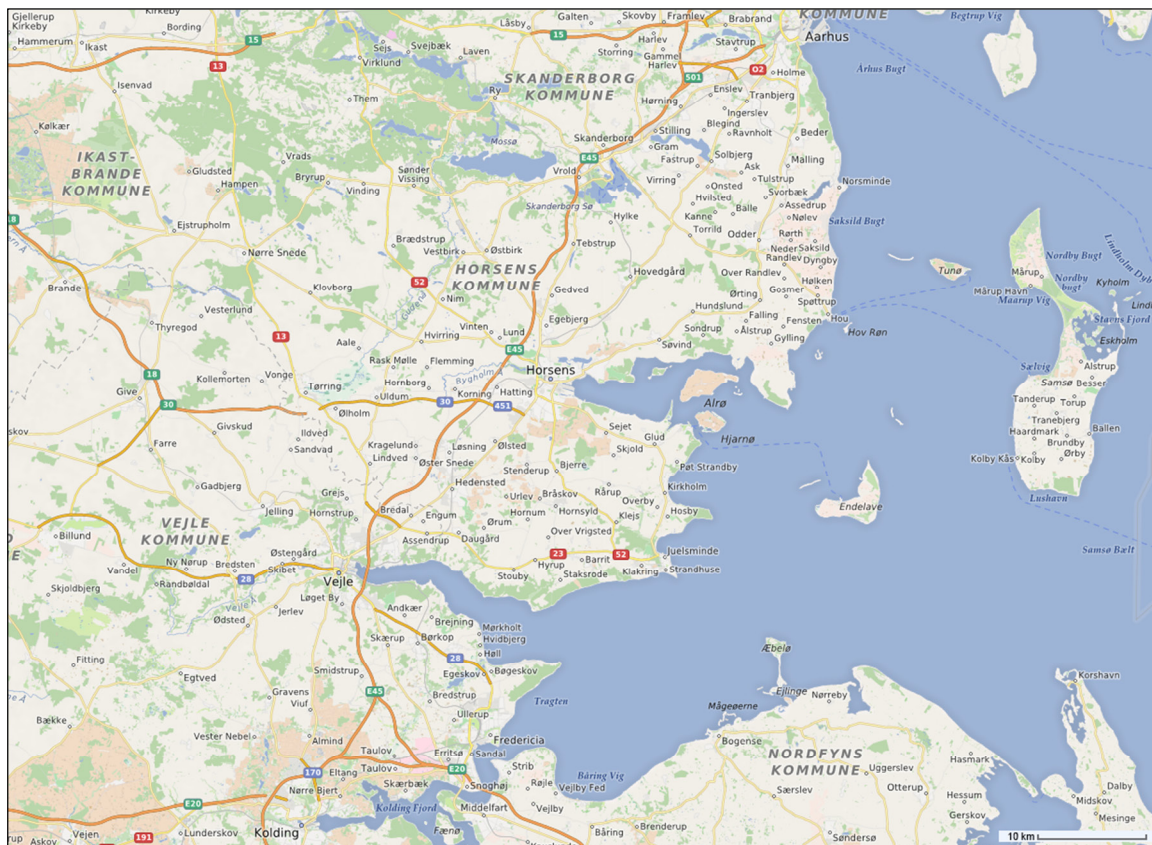 Gjellerup
Kirkeby
Kirkeby
Bording
Hammerum
Ikast
15
13
Isenvad
Kølkær
IKAST-
BRANDE
KOMMUNE
Sejs
Svejbæk
Virklund
Laven
Låsby
Galten
Skovby
Framlev
15
Storring
Harlev
Gammel
Harlev
Stavtrup
Brabrand
KOMMUNE
Aarhus
Begtrup Vig
Århus Bugt
O2
Holme
501
SKANDERBORG
KOMMUNE
Them
Ry
Hørning
Enslev
Tranbjerg
Ingerslev
Blegind
Ravnholt
Beder
Stilling
Skanderborg
Gram
Fastrup
Solbjerg
Ask
Malling
Mossø
E45
Vrold
Virring
Tulstrup
Onsted
Svorbæk
Norsminde
Vrads
Gludsted
Hampen
Bryrup
Vinding
Sønder
Vissing
Skanderborg Sø
Hylke
Hvilsted
Balle
Assedrup
Kanne
Nølev
Saksild Bugt
Torrild
Odder
Rørth
Ejstrupholm
Nørre Snede
Brædstrup
Vestbirk
Østbirk
Tebstrup
Neder
Randlev
Saksild
Dyngby
HORSENS
KOMMUNE
Hovedgård
Over Randlev
Hølken
52
Brande
Klovborg
Nim
Gedved
Ørting
Gosmer
Hundslund
Spøttrup
Vesterlund
Thyregod
Egebjerg
Falling
Fensten
Hou
Hov Røn
Vinten
Lund
Sondrup
Ålstrup
Gylling
Hvirring
Aale
13
E45
Søvind
Rask Mølle
Flemming
Bygholm Å
Horsens
Kollemorten
Vonge
Tørring
Hornborg
Uldum
Korning
Hatting
Alrø
18
Give
30
Ølholm
30
451
Hjarnø
Givskud
Ildved
Sandvad
Kragelund
Lindved
Løsning
Ølsted
Sejet
Glud
Skjold
Farre
Øster Snede
Stenderup
Bjerre
Pøt Strandby
Gadbjerg
Grejs
Hedensted
Kirkholm
Urlev
Bråskov
Rårup
Overby
Jelling
Hornstrup
Bredal
Engum
Hornum
Hornsyld
Klejs
Hosby
Ørum
VEJLE
KOMMUNE
Billund
Assendrup
Daugård
Over Vrigsted
Østengård
23
52
Juelsminde
Vandel
Ny Nørup
Bredsten
Skibet
Hyrup
Barrit
Randbøldal
28
Vejle
Stouby
Staksrode
Klakring
Strandhuse
Skjoldbjerg
Jerlev
Løget By
Andkær
Ødsted
Brejning
Mørkholt
Hvidbjerg
Skærup
Børkop
Høll
Fitting
Egtved
Smidstrup
28
Egeskov
Bøgeskov
Gravens
Viuf
E45
Bredstrup
Tragten
Bække
Ullerup
Vester Nebel
Almind
Fredericia
Taulov
Erritsø
Sandal
170
Eltang
Taulov
E20
Strib
Nørre Bjert
Skærbæk
Snoghøj
Røjle
Vejlby Fed
Båring Vig
E20
Kolding Fjord
Middelfart
Vejlby
Vejen
Askov
191
Lunderskov
Kolding
Fænø
Båring
Brenderup
Tunø
Nordby Bugt
Mårup
Nordby
bugt
Mårup Havn
Maarup Vig
Kyholm
Stavns Fjord
Eskholm
Sælvig
Alstrup
Samsø
Besser
Tanderup
Torup
Tranebjerg
Haardmark
Ballen
Brundby
Kolby Kås
Kolby
Ørby
Lushavn
Endelave
Samsø Bælt
Æbelø
Ejlinge
Nørreby
Mågeøerne
Bogense
Korshavn
NORDFYNS
KOMMUNE
Hasmark
Uggerslev
Særslev
Otterup
Hessum
Gerskov
Dalby
Midskov
Mesinge
Søndersø
10 km